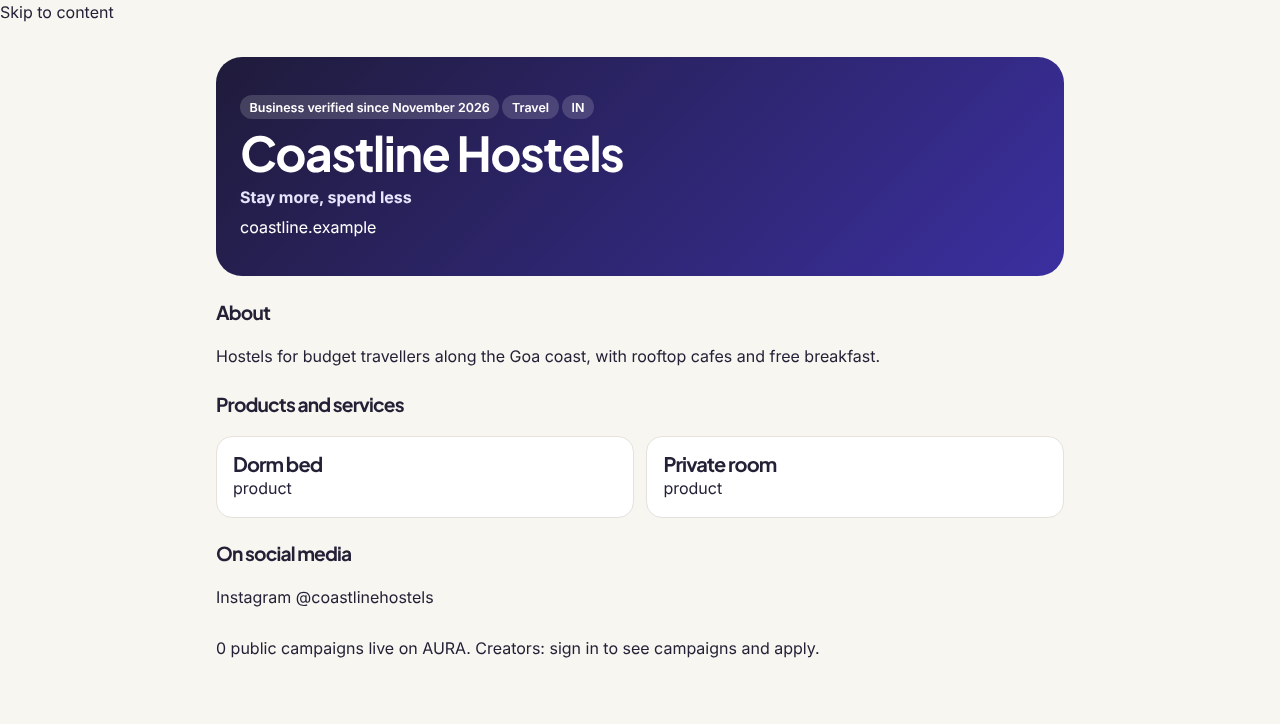 Skip to content
Business verified since November 2026 Travel IN
Coastline Hostels
Stay more, spend less
coastline.example
About
Hostels for budget travellers along the Goa coast, with rooftop cafes and free breakfast.
Products and services
Dorm bed
product
Private room
product
On social media
Instagram @coastlinehostels
0 public campaigns live on AURA. Creators: sign in to see campaigns and apply.